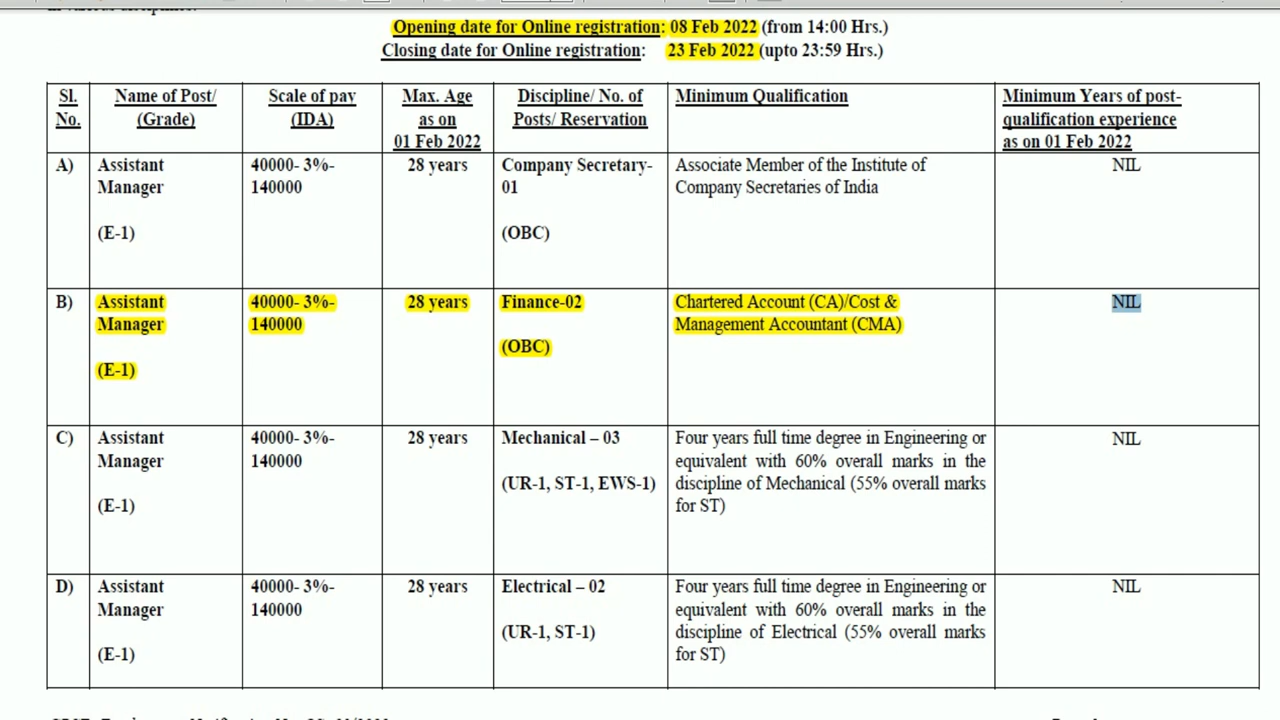 Opening date for Online registration: 08 Feb 2022 (from 14:00 Hrs.)
Closing date for Online registration: 23 Feb 2022 (upto 23:59 Hrs.)
Sl. No.
Name of Post/ (Grade)
Scale of pay (IDA)
Max. Age as on 01 Feb 2022
Discipline/ No. of Posts/ Reservation
Minimum Qualification
Minimum Years of post-
qualification experience
as on 01 Feb 2022
A)
Assistant
Manager
(E-1)
40000- 3%-
140000
28 years
Company Secretary-
01
(OBC)
Associate Member of the Institute of
Company Secretaries of India
NIL
B)
Assistant
Manager
(E-1)
40000- 3%-
140000
28 years
Finance-02
(OBC)
Chartered Account (CA)/Cost &
Management Accountant (CMA)
NIL
C)
Assistant
Manager
(E-1)
40000- 3%-
140000
28 years
Mechanical – 03
(UR-1, ST-1, EWS-1)
Four years full time degree in Engineering or
equivalent with 60% overall marks in the
discipline of Mechanical (55% overall marks
for ST)
NIL
D)
Assistant
Manager
(E-1)
40000- 3%-
140000
28 years
Electrical – 02
(UR-1, ST-1)
Four years full time degree in Engineering or
equivalent with 60% overall marks in the
discipline of Electrical (55% overall marks
for ST)
NIL